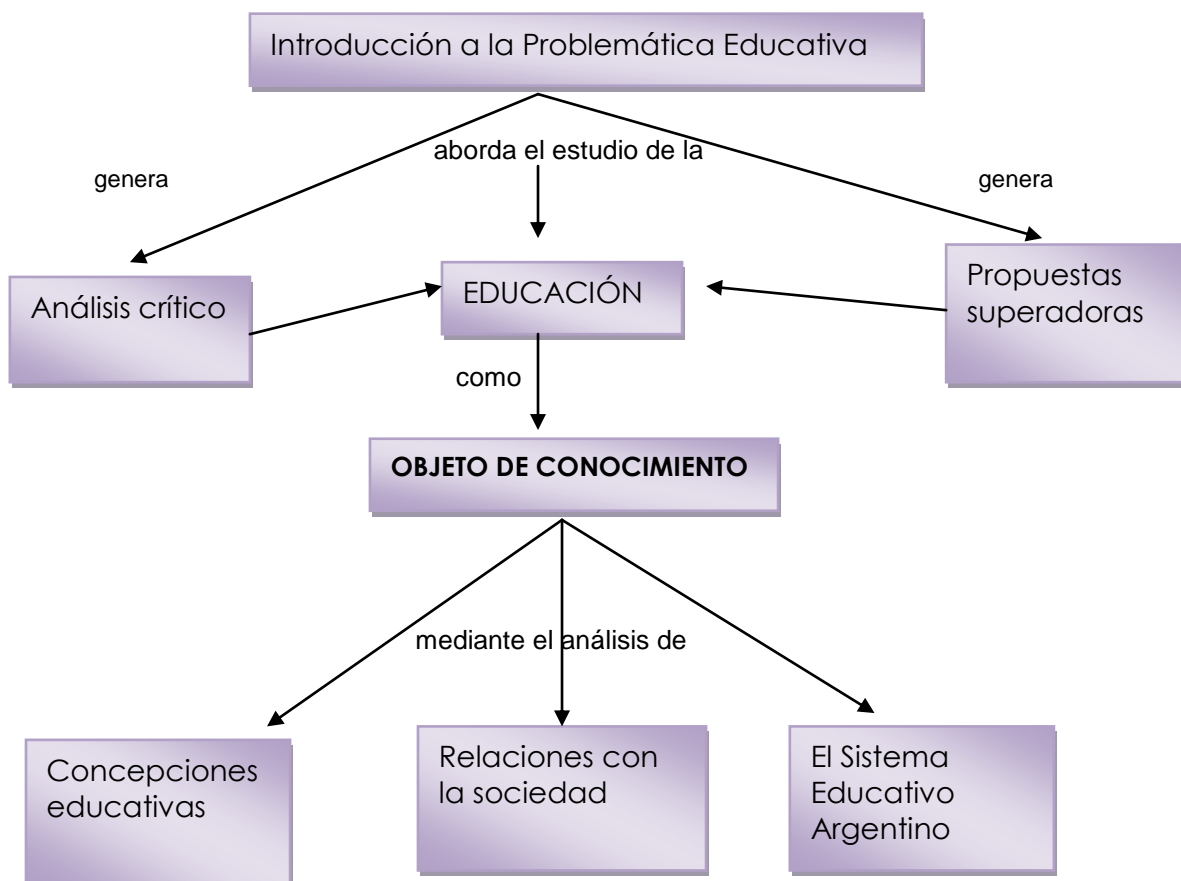 Introducción a la Problemática Educativa
aborda el estudio de la
genera
genera
Análisis crítico
EDUCACIÓN
Propuestas
superadoras
como
OBJETO DE CONOCIMIENTO
mediante el análisis de
Concepciones
educativas
Relaciones con
la sociedad
El Sistema
Educativo
Argentino